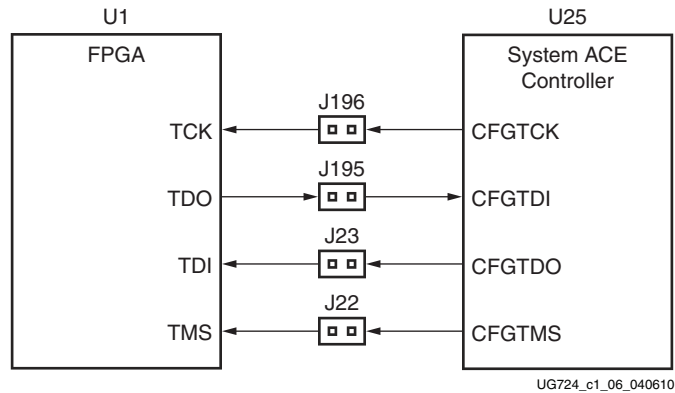 U1
U25
FPGA
System ACE
Controller
J196
TCK
CFGTCK
J195
TDO
CFGTDI
J23
TDI
CFGTDO
J22
TMS
CFGTMS
UG724_c1_06_040610